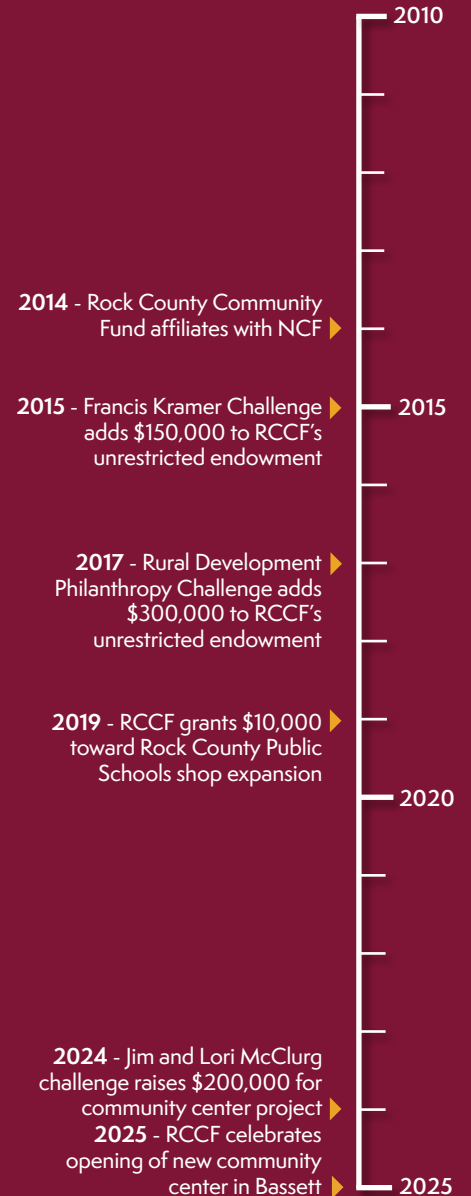 2010
2014 - Rock County Community
Fund affiliates with NCF
2015 - Francis Kramer Challenge
adds $150,000 to RCCF’s
unrestricted endowment
2015
2017 - Rural Development
Philanthropy Challenge adds
$300,000 to RCCF’s
unrestricted endowment
2019 - RCCF grants $10,000
toward Rock County Public
Schools shop expansion
2020
2024 - Jim and Lori McClurg
challenge raises $200,000 for
community center project
2025 - RCCF celebrates
opening of new community
center in Bassett
2025